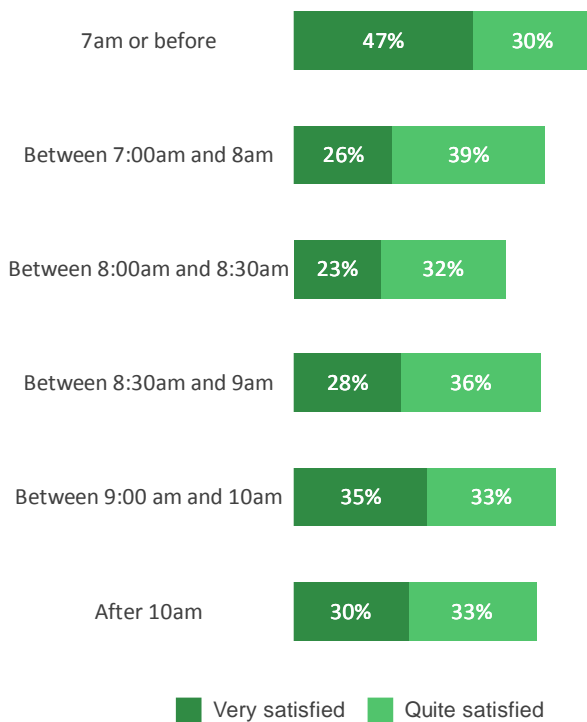 7am or before 47% 30%
Between 7:00am and 8am 26% 39%
Between 8:00am and 8:30am 23% 32%
Between 8:30am and 9am 28% 36%
Between 9:00 am and 10am 35% 33%
After 10am 30% 33%
Very satisfied Quite satisfied